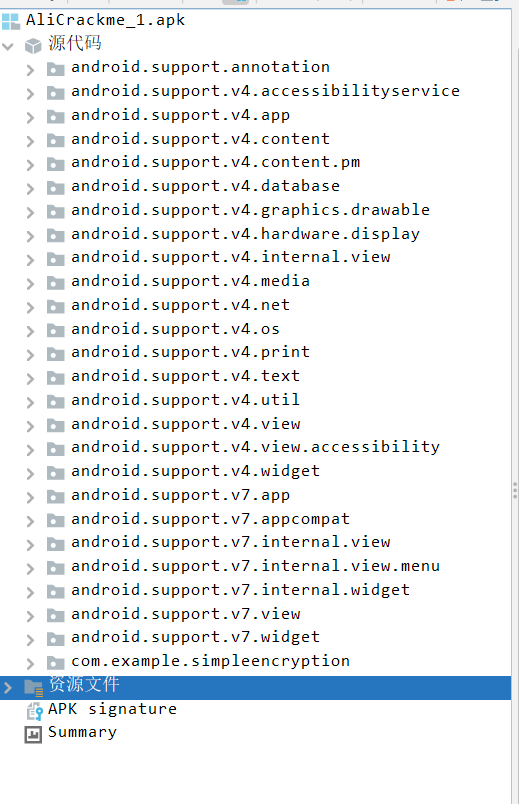 AliCrackme_1.apk
源代码
android.support.annotation
android.support.v4.accessibilityservice
android.support.v4.app
android.support.v4.content
android.support.v4.content.pm
android.support.v4.database
android.support.v4.graphics.drawable
android.support.v4.hardware.display
android.support.v4.internal.view
android.support.v4.media
android.support.v4.net
android.support.v4.os
android.support.v4.print
android.support.v4.text
android.support.v4.util
android.support.v4.view
android.support.v4.view.accessibility
android.support.v4.widget
android.support.v7.app
android.support.v7.appcompat
android.support.v7.internal.view
android.support.v7.internal.view.menu
android.support.v7.internal.widget
android.support.v7.view
android.support.v7.widget
com.example.simpleencryption
资源文件
APK signature
Summary